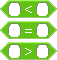 <
=
>